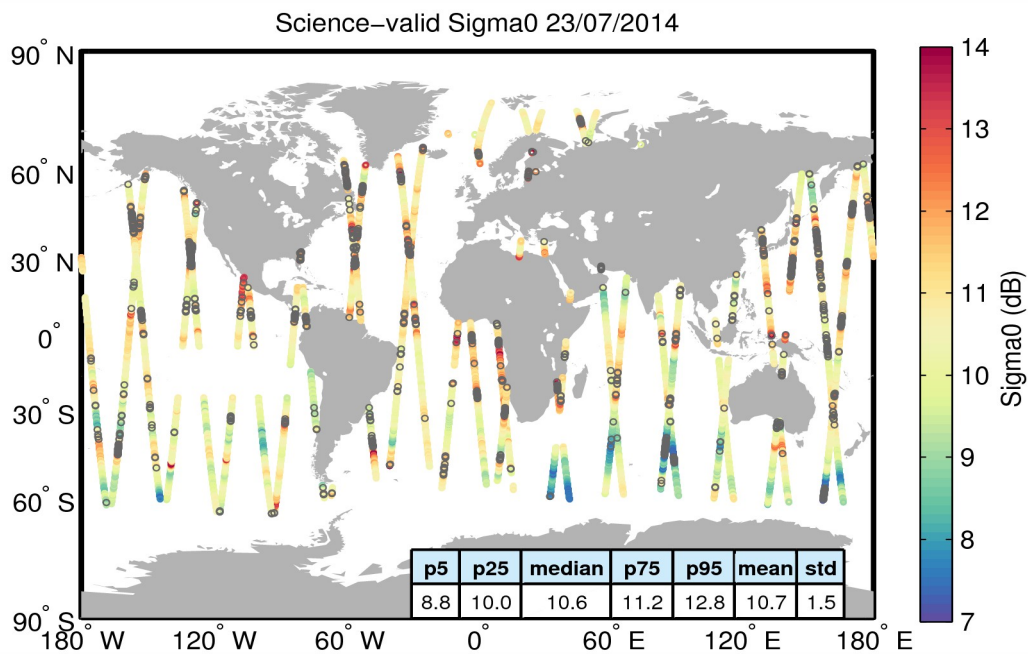 Science−valid Sigma0 23/07/2014
90° N
60° N
30° N
0°
30° S
60° S
90° S
180° W
120° W
60° W
0°
60° E
120° E
180° E
p5 p25 median p75 p95 mean std
8.8 10.0 10.6 11.2 12.8 10.7 1.5
14
13
12
11
10
9
8
7
Sigma0 (dB)